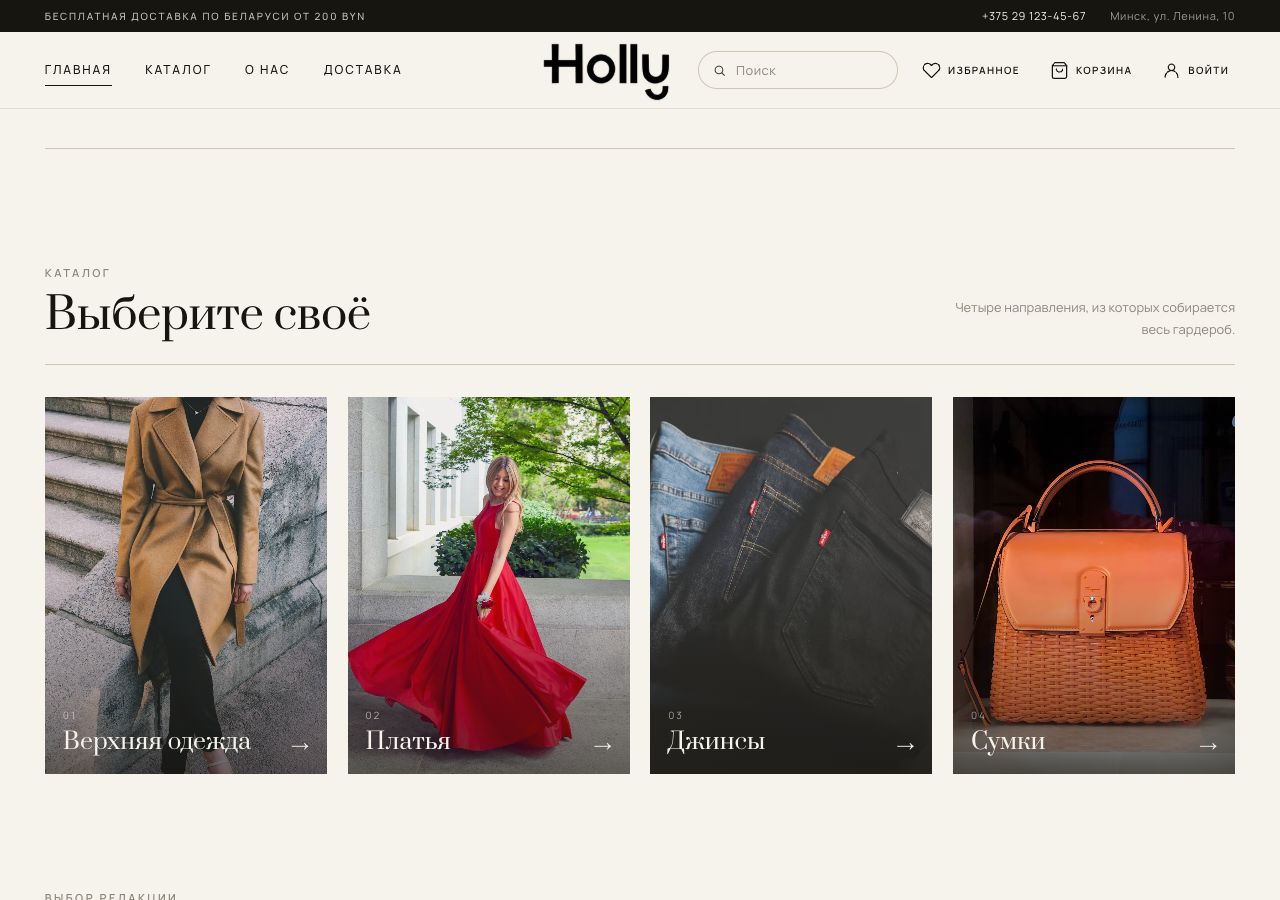 БЕСПЛАТНАЯ ДОСТАВКА ПО БЕЛАРУСИ ОТ 200 BYN
+375 29 123-45-67
Минск, ул. Ленина, 10
ГЛАВНАЯ
КАТАЛОГ
О НАС
ДОСТАВКА
Holly
Поиск
ИЗБРАННОЕ
КОРЗИНА
ВОЙТИ
КАТАЛОГ
Выберите своё
Четыре направления, из которых собирается
весь гардероб.
01
Верхняя одежда →
02
Платья →
03
Джинсы →
04
Сумки →
ВЫБОР РЕДАКЦИИ